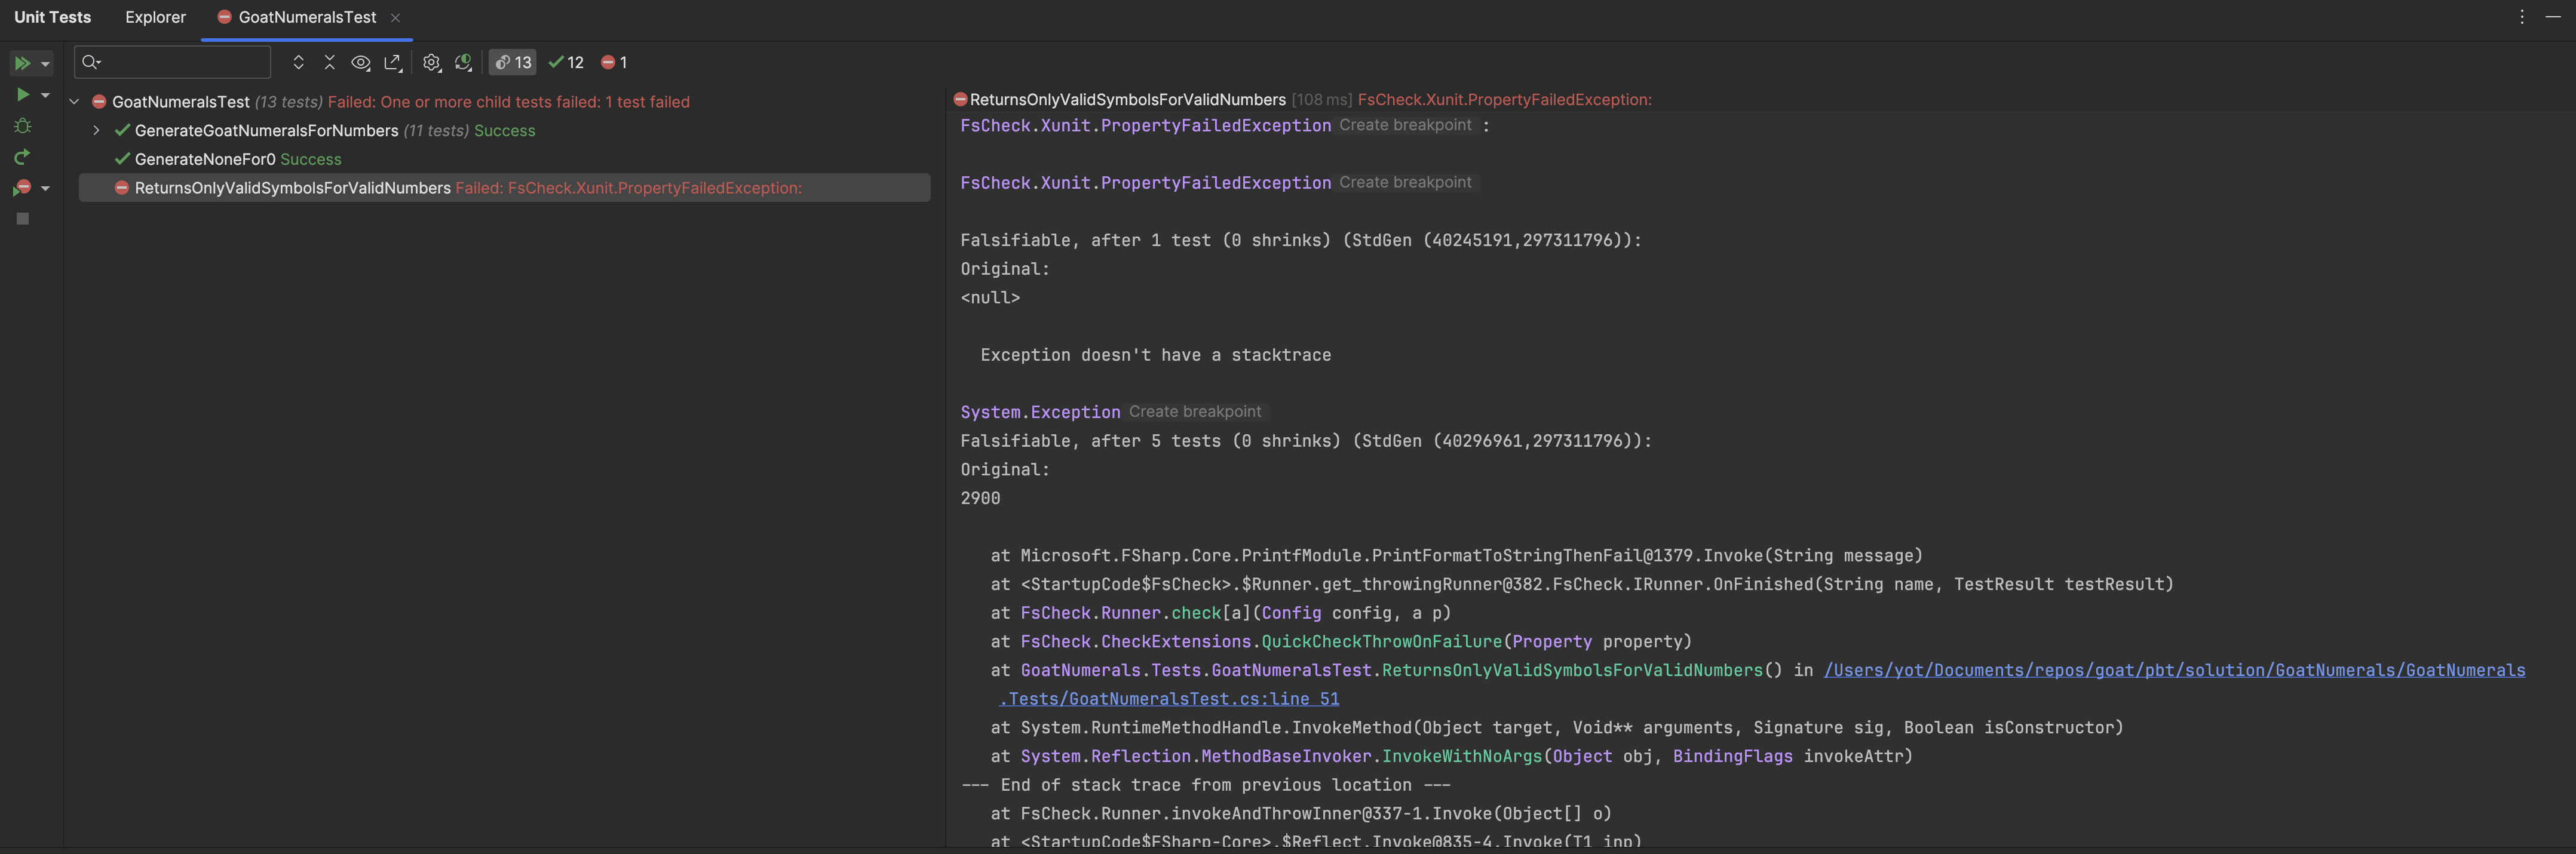 Unit Tests Explorer GoatNumeralsTest
13 12 1
GoatNumeralsTest (13 tests) Failed: One or more child tests failed: 1 test failed
GenerateGoatNumeralsForNumbers (11 tests) Success
GenerateNoneFor0 Success
ReturnsOnlyValidSymbolsForValidNumbers Failed: FsCheck.Xunit.PropertyFailedException:
ReturnsOnlyValidSymbolsForValidNumbers [108 ms] FsCheck.Xunit.PropertyFailedException:
FsCheck.Xunit.PropertyFailedException Create breakpoint :
FsCheck.Xunit.PropertyFailedException Create breakpoint
Falsifiable, after 1 test (0 shrinks) (StdGen (40245191,297311796)):
Original:
<null>
Exception doesn't have a stacktrace
System.Exception Create breakpoint
Falsifiable, after 5 tests (0 shrinks) (StdGen (40296961,297311796)):
Original:
2900
at Microsoft.FSharp.Core.PrintfModule.PrintFormatToStringThenFail@1379.Invoke(String message)
at <StartupCode$FsCheck>.$Runner.get_throwingRunner@382.FsCheck.IRunner.OnFinished(String name, TestResult testResult)
at FsCheck.Runner.check[a](Config config, a p)
at FsCheck.CheckExtensions.QuickCheckThrowOnFailure(Property property)
at GoatNumerals.Tests.GoatNumeralsTest.ReturnsOnlyValidSymbolsForValidNumbers() in /Users/yot/Documents/repos/goat/pbt/solution/GoatNumerals/GoatNumerals
.Tests/GoatNumeralsTest.cs:line 51
at System.RuntimeMethodHandle.InvokeMethod(Object target, Void** arguments, Signature sig, Boolean isConstructor)
at System.Reflection.MethodBaseInvoker.InvokeWithNoArgs(Object obj, BindingFlags invokeAttr)
--- End of stack trace from previous location ---
at FsCheck.Runner.invokeAndThrowInner@337-1.Invoke(Object[] o)
at <StartupCode$FSharp-Core>.$Reflect.Invoke@835-4.Invoke(T1 inp)